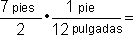 7 pies / 2 • 1 pie / 12 pulgadas =